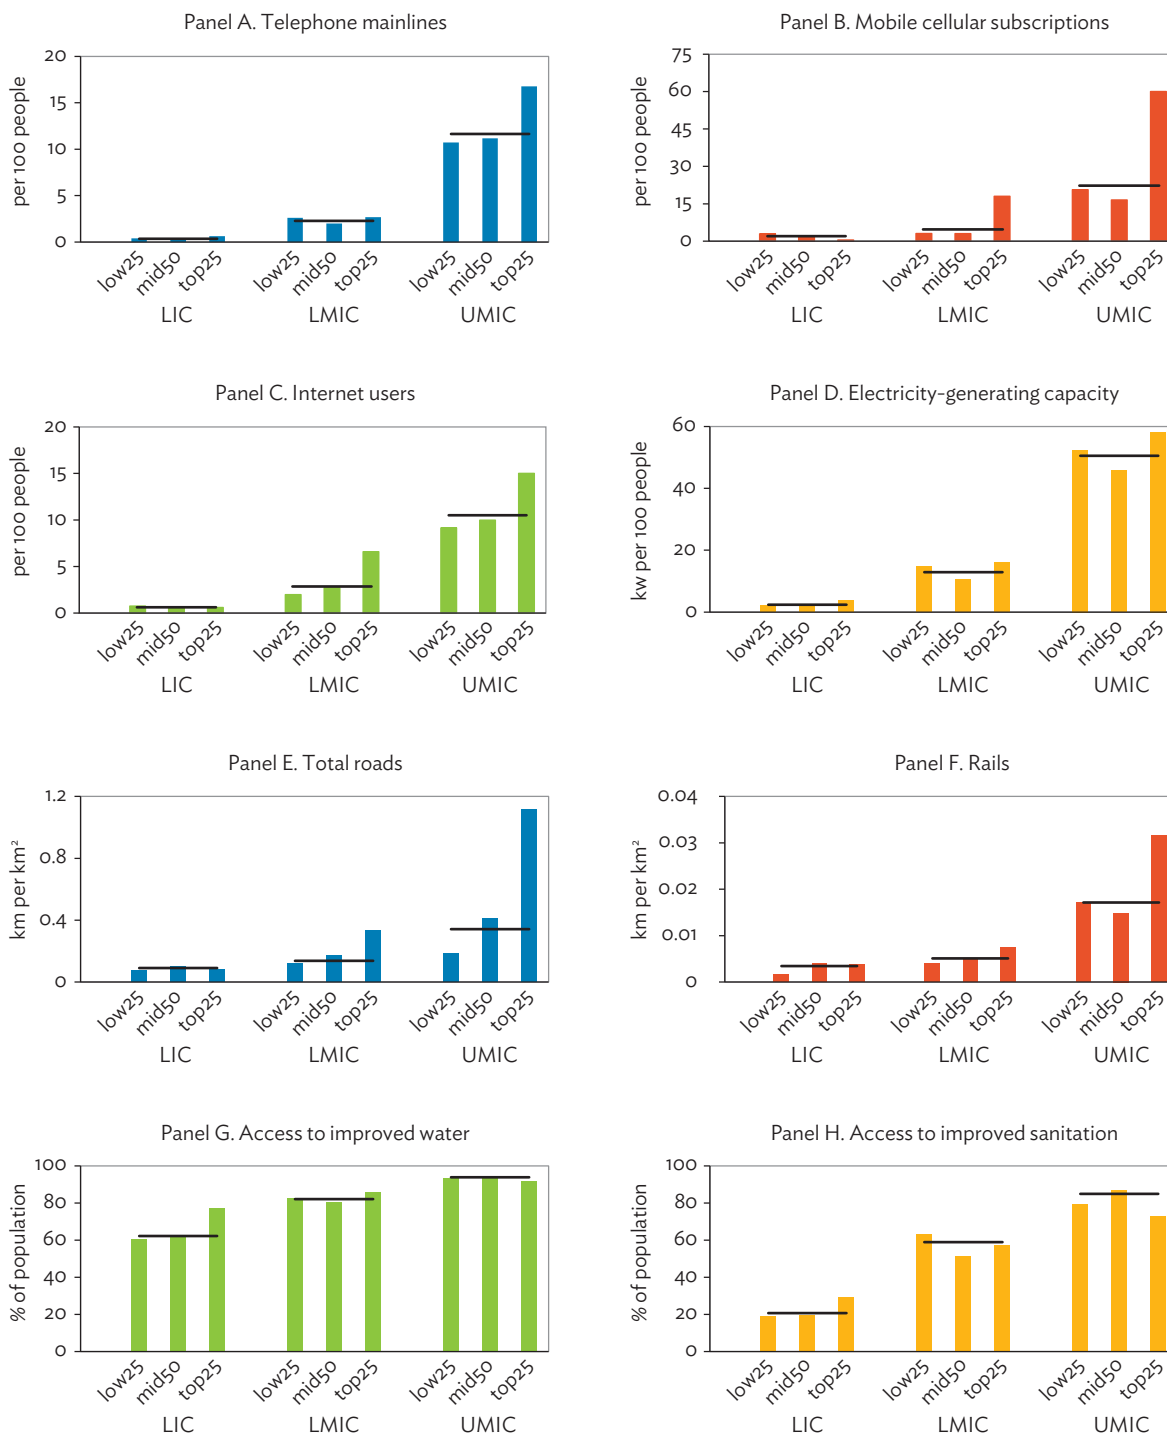 Panel A. Telephone mainlines
per 100 people
20
15
10
5
0
low25 mid50 top25 low25 mid50 top25 low25 mid50 top25
LIC LMIC UMIC
Panel B. Mobile cellular subscriptions
per 100 people
75
60
45
30
15
0
low25 mid50 top25 low25 mid50 top25 low25 mid50 top25
LIC LMIC UMIC
Panel C. Internet users
per 100 people
20
15
10
5
0
low25 mid50 top25 low25 mid50 top25 low25 mid50 top25
LIC LMIC UMIC
Panel D. Electricity-generating capacity
kw per 100 people
60
40
20
0
low25 mid50 top25 low25 mid50 top25 low25 mid50 top25
LIC LMIC UMIC
Panel E. Total roads
km per km²
1.2
0.8
0.4
0
low25 mid50 top25 low25 mid50 top25 low25 mid50 top25
LIC LMIC UMIC
Panel F. Rails
km per km²
0.04
0.03
0.02
0.01
0
low25 mid50 top25 low25 mid50 top25 low25 mid50 top25
LIC LMIC UMIC
Panel G. Access to improved water
% of population
100
80
60
40
20
0
low25 mid50 top25 low25 mid50 top25 low25 mid50 top25
LIC LMIC UMIC
Panel H. Access to improved sanitation
% of population
100
80
60
40
20
0
low25 mid50 top25 low25 mid50 top25 low25 mid50 top25
LIC LMIC UMIC